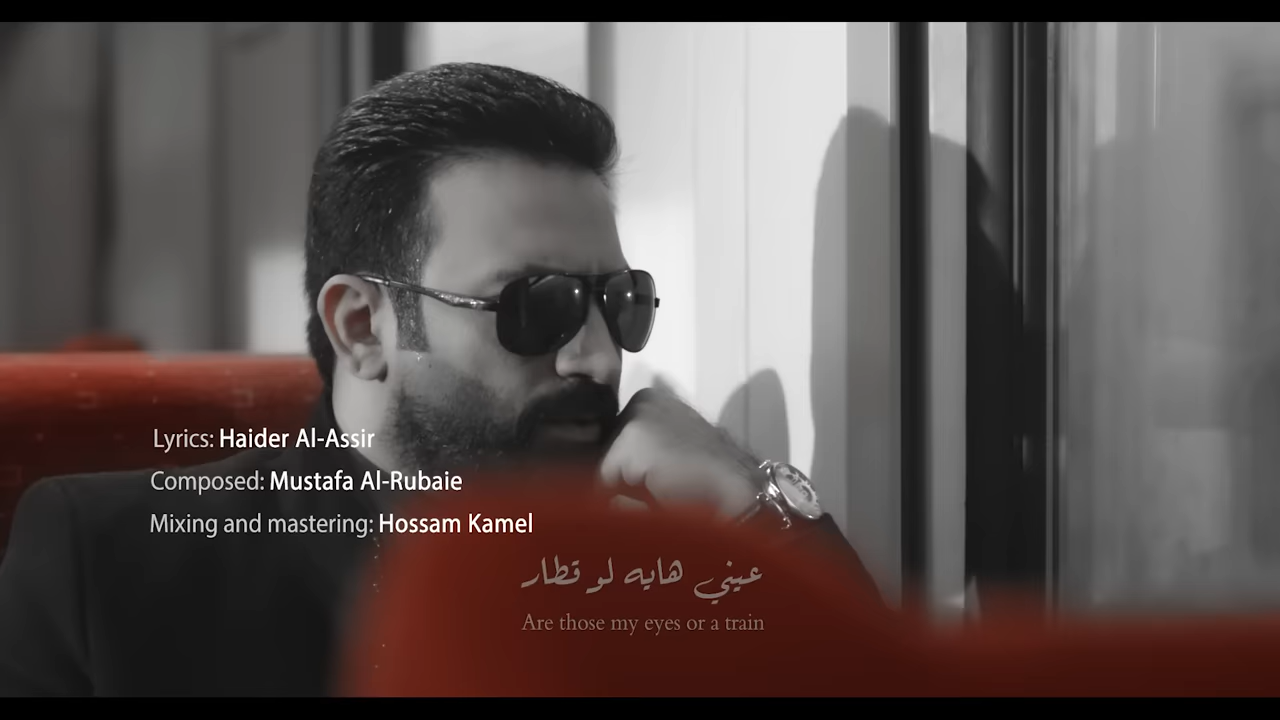 Lyrics: Haider Al-Assir
Composed: Mustafa Al-Rubaie
Mixing and mastering: Hossam Kamel
عيني هايه لو قطار
Are those my eyes or a train